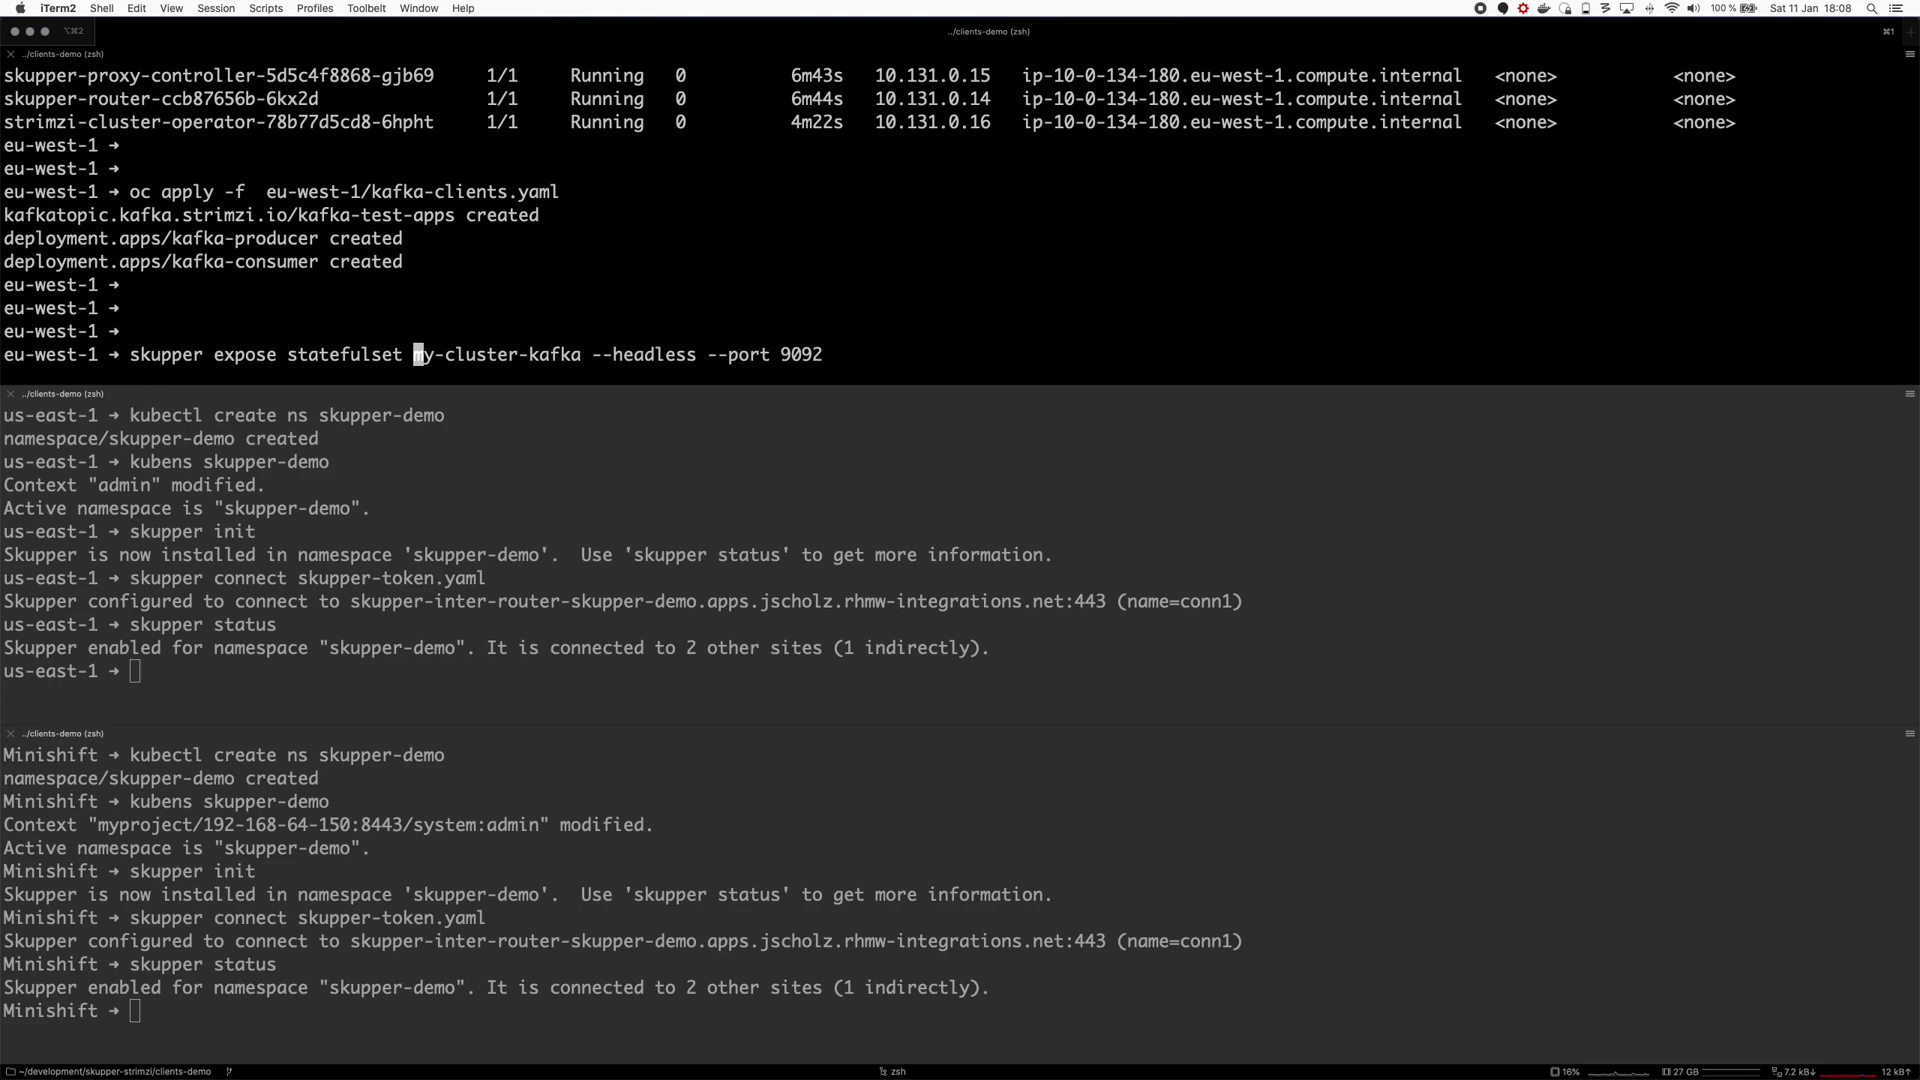 iTerm2 Shell Edit View Session Scripts Profiles Toolbelt Window Help 100 % Sat 11 Jan 18:08
⌥⌘2 ../clients-demo (zsh) ⌘1
../clients-demo (zsh)
skupper-proxy-controller-5d5c4f8868-gjb69 1/1 Running 0 6m43s 10.131.0.15 ip-10-0-134-180.eu-west-1.compute.internal <none> <none>
skupper-router-ccb87656b-6kx2d 1/1 Running 0 6m44s 10.131.0.14 ip-10-0-134-180.eu-west-1.compute.internal <none> <none>
strimzi-cluster-operator-78b77d5cd8-6hpht 1/1 Running 0 4m22s 10.131.0.16 ip-10-0-134-180.eu-west-1.compute.internal <none> <none>
eu-west-1 →
eu-west-1 →
eu-west-1 → oc apply -f  eu-west-1/kafka-clients.yaml
kafkatopic.kafka.strimzi.io/kafka-test-apps created
deployment.apps/kafka-producer created
deployment.apps/kafka-consumer created
eu-west-1 →
eu-west-1 →
eu-west-1 →
eu-west-1 → skupper expose statefulset my-cluster-kafka --headless --port 9092
../clients-demo (zsh)
us-east-1 → kubectl create ns skupper-demo
namespace/skupper-demo created
us-east-1 → kubens skupper-demo
Context "admin" modified.
Active namespace is "skupper-demo".
us-east-1 → skupper init
Skupper is now installed in namespace 'skupper-demo'.  Use 'skupper status' to get more information.
us-east-1 → skupper connect skupper-token.yaml
Skupper configured to connect to skupper-inter-router-skupper-demo.apps.jscholz.rhmw-integrations.net:443 (name=conn1)
us-east-1 → skupper status
Skupper enabled for namespace "skupper-demo". It is connected to 2 other sites (1 indirectly).
us-east-1 →
../clients-demo (zsh)
Minishift → kubectl create ns skupper-demo
namespace/skupper-demo created
Minishift → kubens skupper-demo
Context "myproject/192-168-64-150:8443/system:admin" modified.
Active namespace is "skupper-demo".
Minishift → skupper init
Skupper is now installed in namespace 'skupper-demo'.  Use 'skupper status' to get more information.
Minishift → skupper connect skupper-token.yaml
Skupper configured to connect to skupper-inter-router-skupper-demo.apps.jscholz.rhmw-integrations.net:443 (name=conn1)
Minishift → skupper status
Skupper enabled for namespace "skupper-demo". It is connected to 2 other sites (1 indirectly).
Minishift →
~/development/skupper-strimzi/clients-demo zsh 16% 27 GB 7.2 kB↓ 12 kB↑